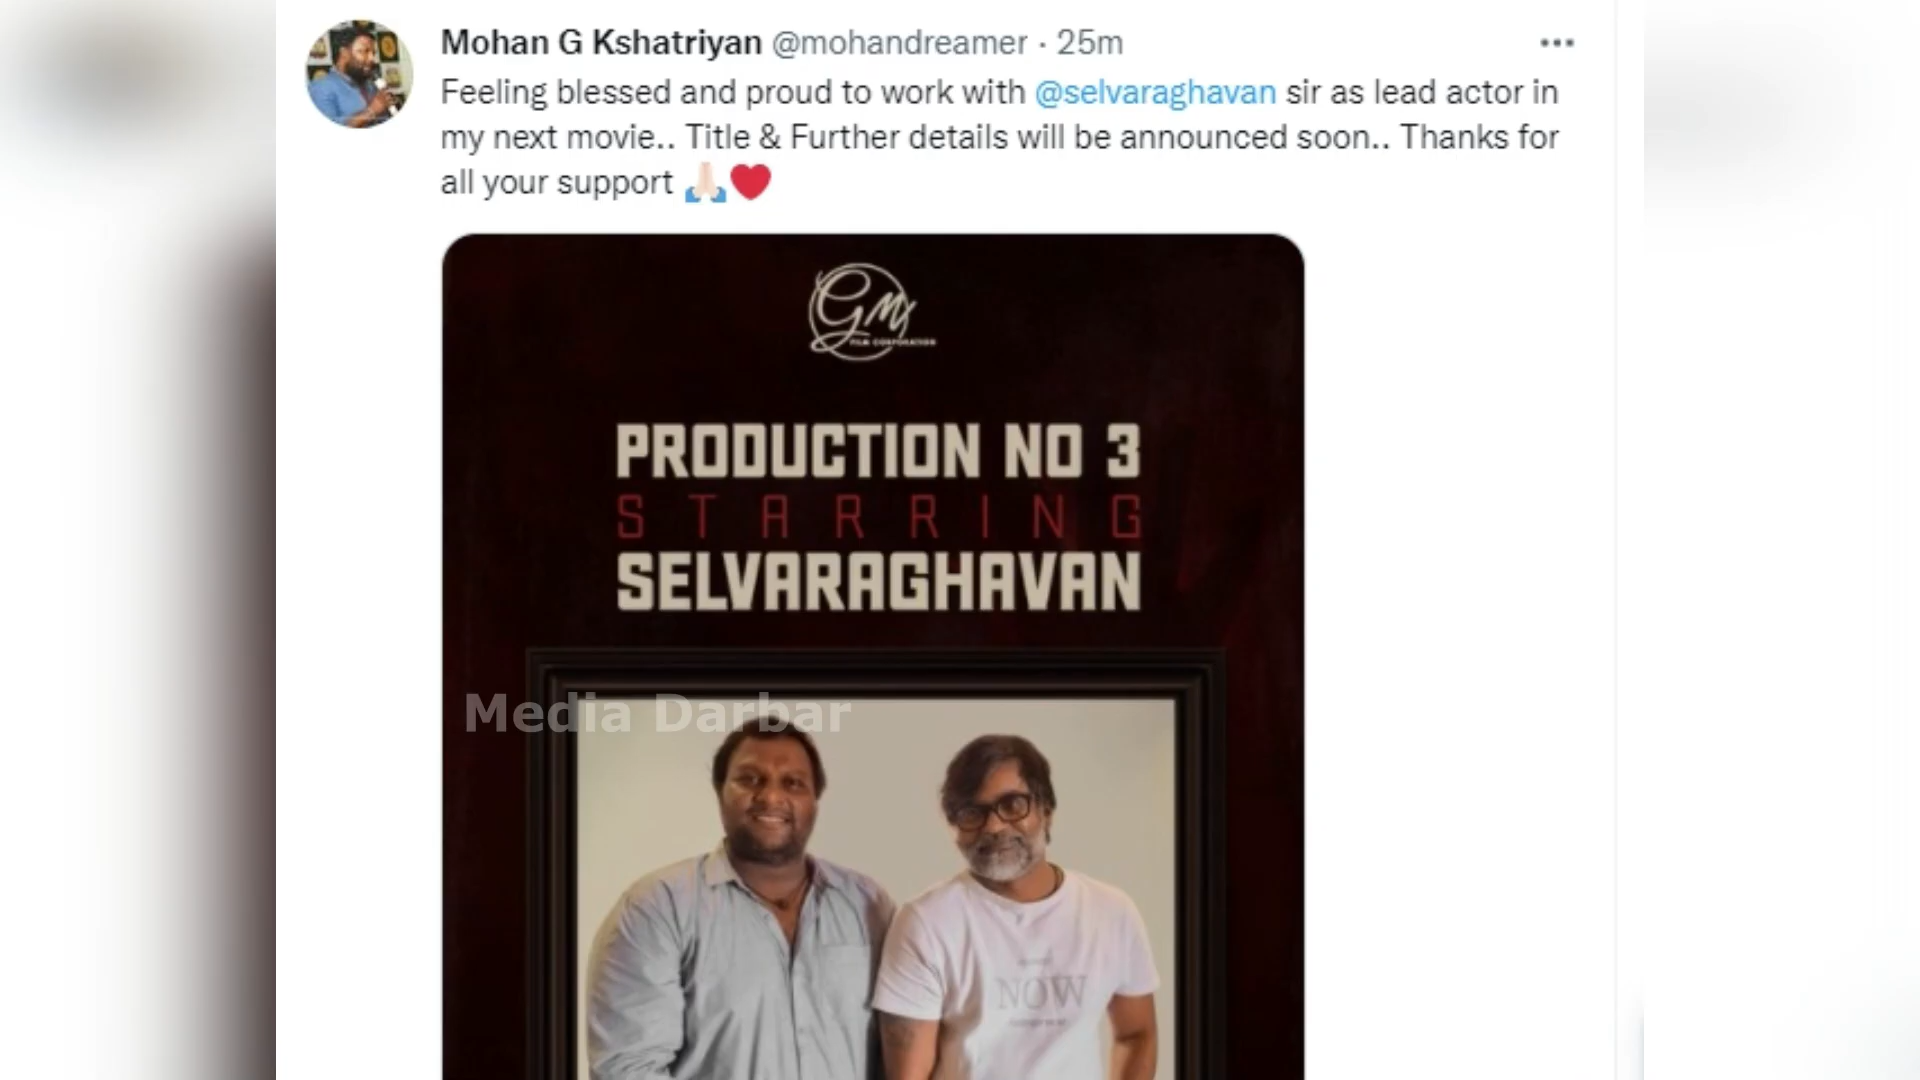 Mohan G Kshatriyan @mohandreamer · 25m
Feeling blessed and proud to work with @selvaraghavan sir as lead actor in
my next movie.. Title & Further details will be announced soon.. Thanks for
all your support 🙏🏻❤️
GM
FILM CORPORATION
PRODUCTION NO 3
STARRING
SELVARAGHAVAN
Media Darbar
NOW